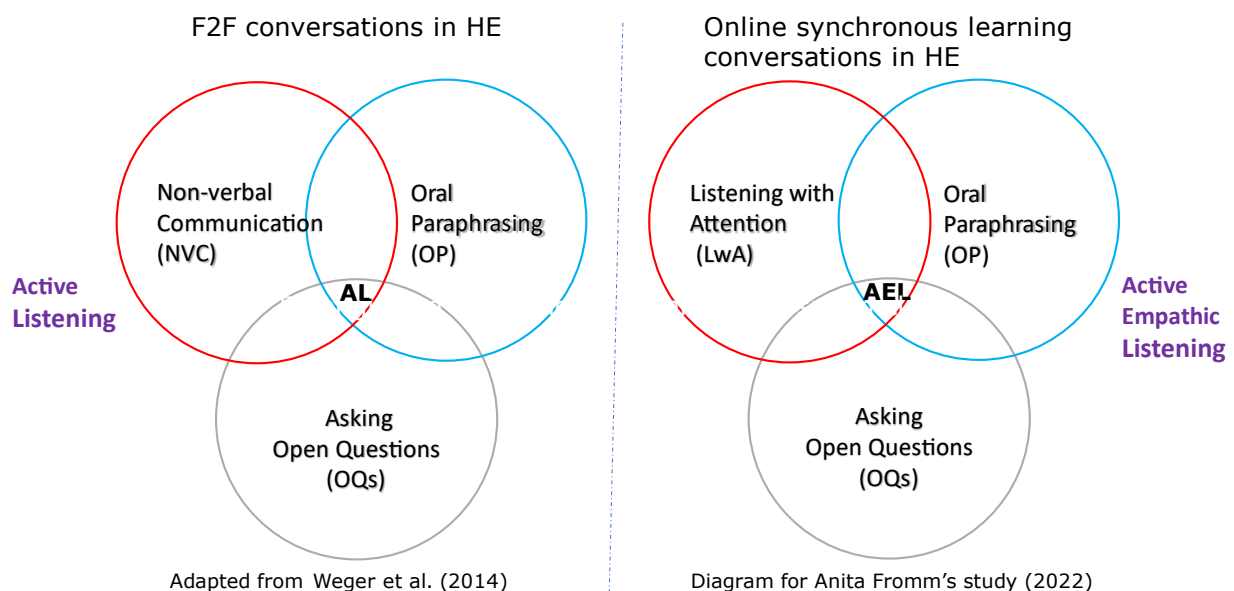 F2F conversations in HE
Non-verbal
Communication
(NVC)
Oral
Paraphrasing
(OP)
Active
Listening
AL
Asking
Open Questions
(OQs)
Adapted from Weger et al. (2014)
Online synchronous learning
conversations in HE
Listening with
Attention
(LwA)
Oral
Paraphrasing
(OP)
AEL
Active
Empathic
Listening
Asking
Open Questions
(OQs)
Diagram for Anita Fromm’s study (2022)